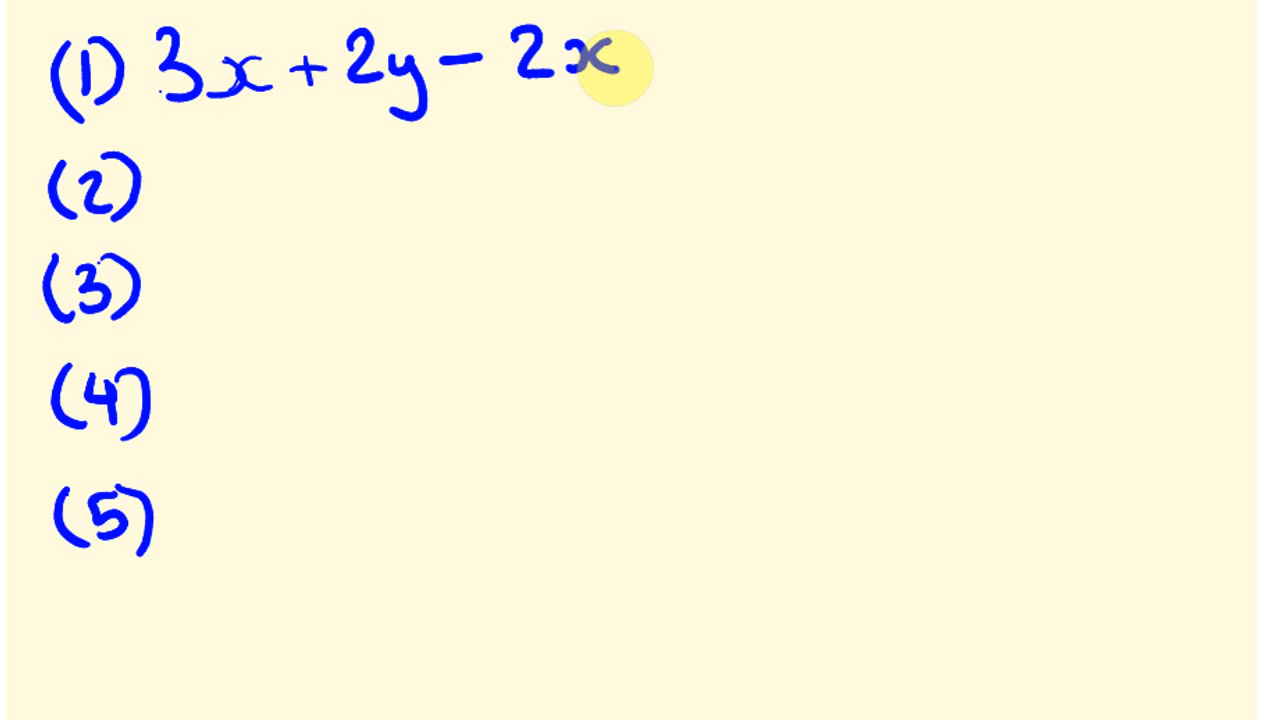 (1) 3x + 2y - 2x
(2)
(3)
(4)
(5)